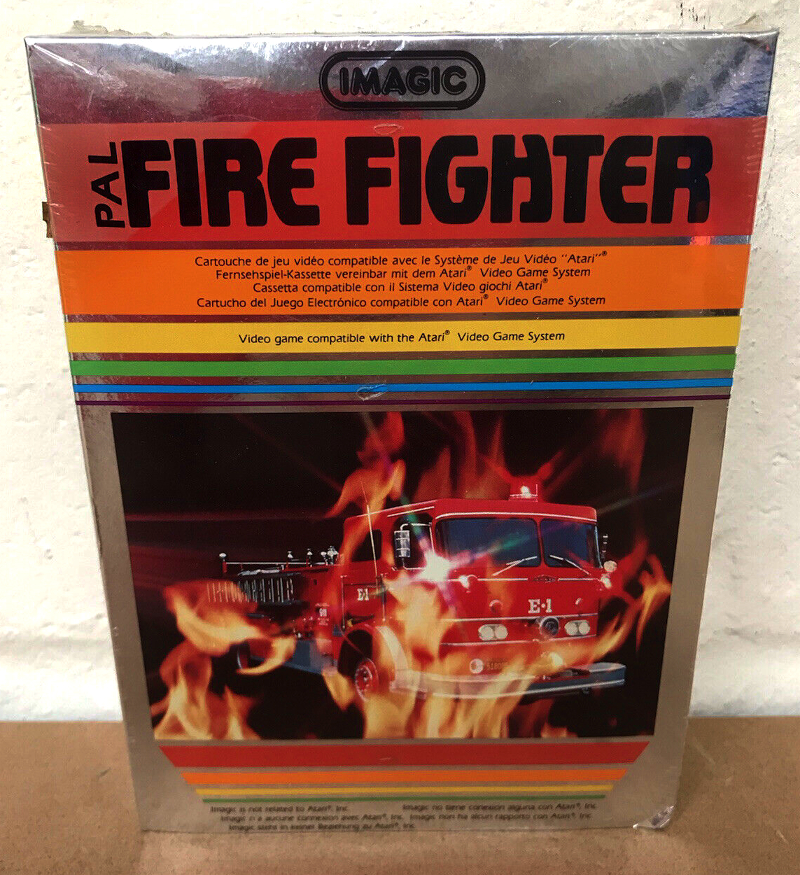 IMAGIC
PAL
FIRE FIGHTER
Cartouche de jeu vidéo compatible avec le Système de Jeu Vidéo "Atari"®
Fernsehspiel-Kassette vereinbar mit dem Atari® Video Game System
Cassetta compatible con il Sistema Video giochi Atari®
Cartucho del Juego Electrónico compatible con Atari® Video Game System
Video game compatible with the Atari® Video Game System
E·1
E·1
Imagic is not related to Atari®, Inc. Imagic no tiene conexion alguna con Atari®, Inc.
Imagic n'a aucune connexion avec Atari®, Inc. Imagic non ha alcun rapporto con Atari®, Inc.
Imagic steht in keiner Beziehung zu Atari®, Inc.